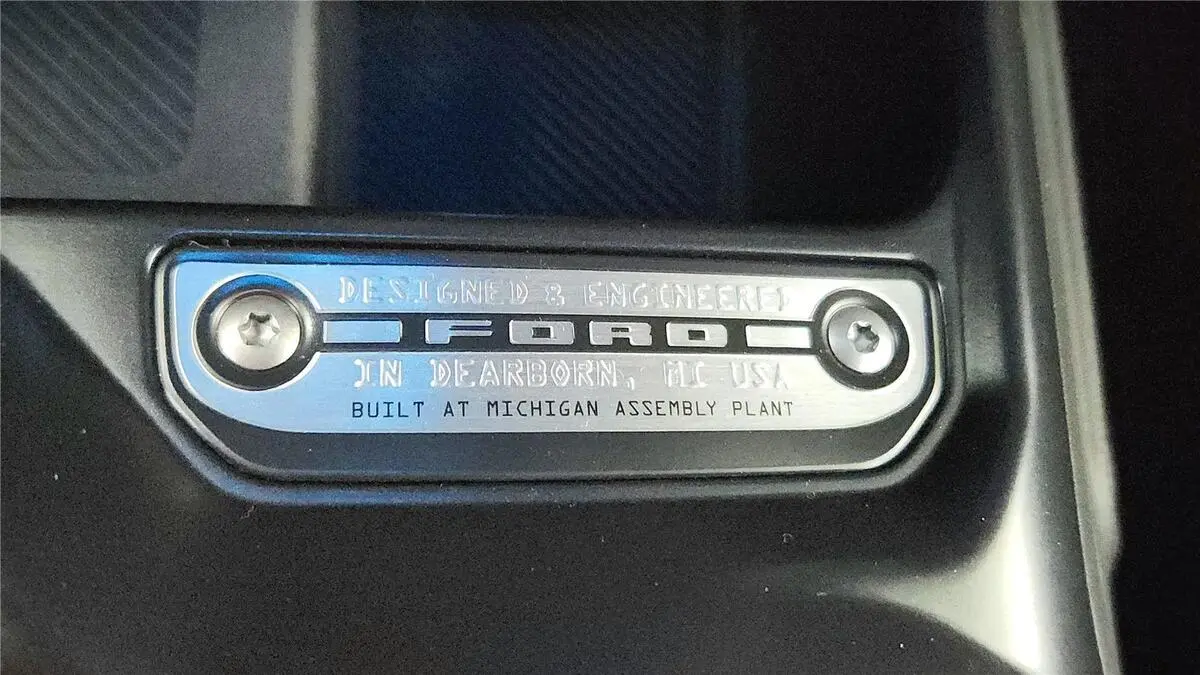 DESIGNED & ENGINEERED
FORD
IN DEARBORN, MI USA
BUILT AT MICHIGAN ASSEMBLY PLANT